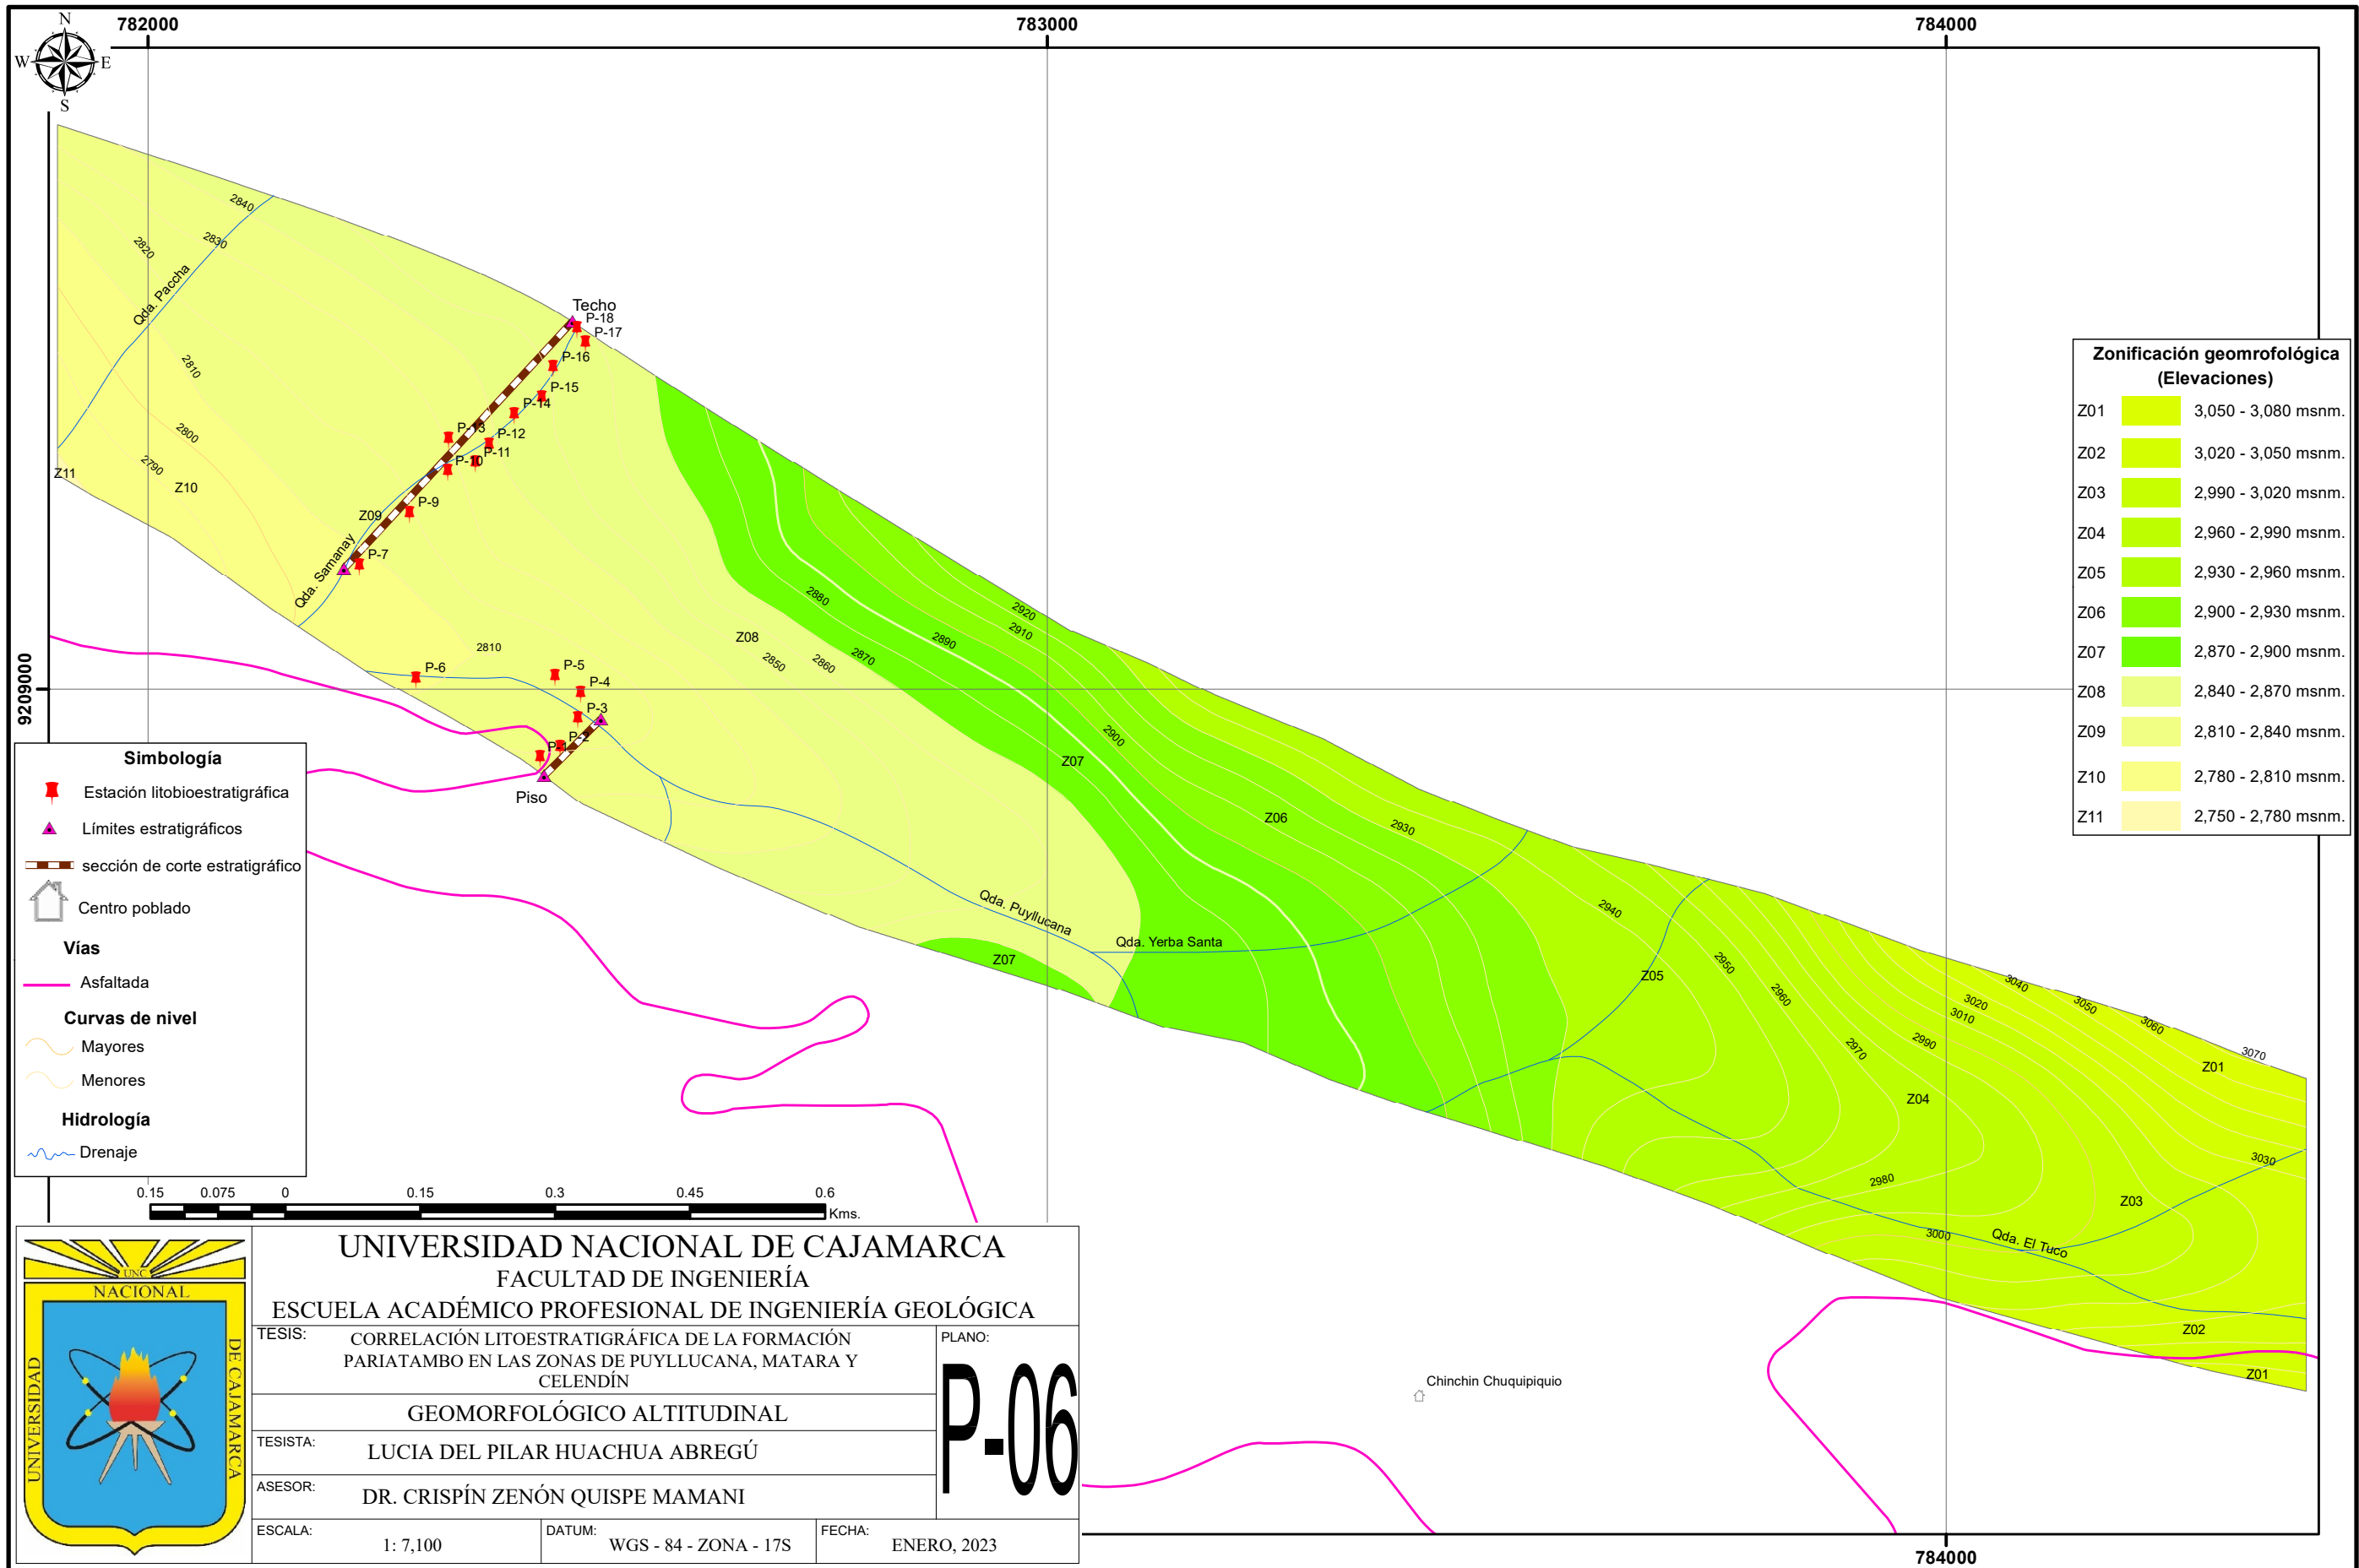 782000
783000
784000
N
W
E
S
9209000
2840
2830
2820
Qda. Paccha
2810
2800
2790
Z11
Z10
Techo
P-18
P-17
P-16
P-15
P-14
P-13
P-12
P-11
P-10
P-9
Z09
P-7
Qda. Samanay
2810
P-6
P-5
P-4
P-3
P-2
P-1
Piso
Z08
2850
2860
2870
2880
2890
2920
2910
2900
Z07
Z06
2930
Qda. Puyllucana
Qda. Yerba Santa
Z07
2940
Z05
2950
2960
2970
2990
3020
3010
3040
3050
3060
3070
Z01
Z04
2980
3030
Z03
3000
Qda. El Tuco
Z02
Z01
Chinchin Chuquipiquio
784000
Zonificación geomrofológica
(Elevaciones)
Z01 3,050 - 3,080 msnm.
Z02 3,020 - 3,050 msnm.
Z03 2,990 - 3,020 msnm.
Z04 2,960 - 2,990 msnm.
Z05 2,930 - 2,960 msnm.
Z06 2,900 - 2,930 msnm.
Z07 2,870 - 2,900 msnm.
Z08 2,840 - 2,870 msnm.
Z09 2,810 - 2,840 msnm.
Z10 2,780 - 2,810 msnm.
Z11 2,750 - 2,780 msnm.
Simbología
Estación litobioestratigráfica
Límites estratigráficos
sección de corte estratigráfico
Centro poblado
Vías
Asfaltada
Curvas de nivel
Mayores
Menores
Hidrología
Drenaje
0.15 0.075 0 0.15 0.3 0.45 0.6
Kms.
UNC
NACIONAL
UNIVERSIDAD
DE CAJAMARCA
UNIVERSIDAD NACIONAL DE CAJAMARCA
FACULTAD DE INGENIERÍA
ESCUELA ACADÉMICO PROFESIONAL DE INGENIERÍA GEOLÓGICA
TESIS:
CORRELACIÓN LITOESTRATIGRÁFICA DE LA FORMACIÓN
PARIATAMBO EN LAS ZONAS DE PUYLLUCANA, MATARA Y
CELENDÍN
PLANO:
P-06
GEOMORFOLÓGICO ALTITUDINAL
TESISTA:
LUCIA DEL PILAR HUACHUA ABREGÚ
ASESOR:
DR. CRISPÍN ZENÓN QUISPE MAMANI
ESCALA:
1: 7,100
DATUM:
WGS - 84 - ZONA - 17S
FECHA:
ENERO, 2023